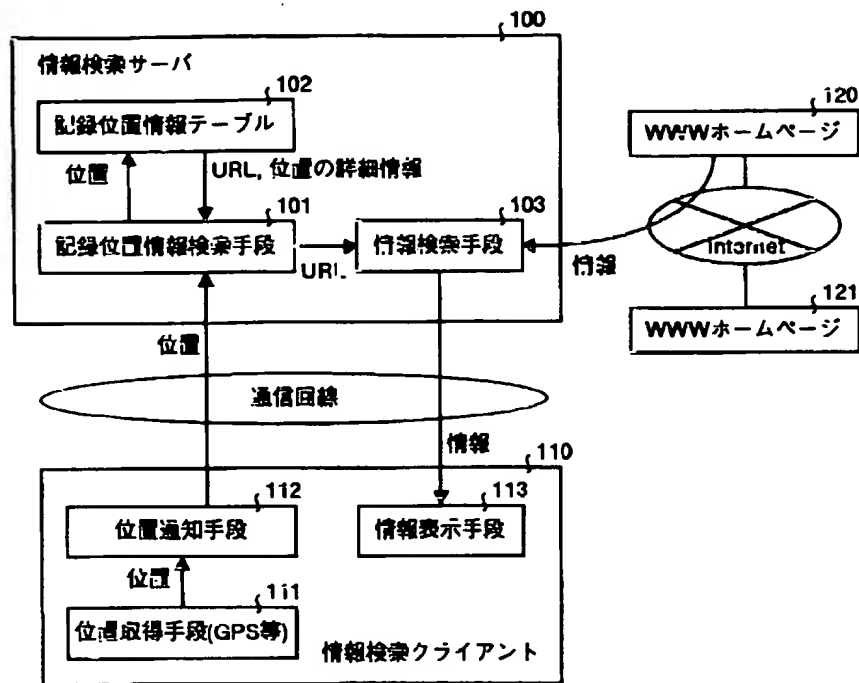 100
情報検索サーバ
102
記録位置情報テーブル
位置
URL, 位置の詳細情報
101
記録位置情報検索手段
URL
103
情報検索手段
120
WWWホームページ
Internet
情報
121
WWWホームページ
位置
通信回線
情報
110
112
位置通知手段
113
情報表示手段
位置
111
位置取得手段(GPS等)
情報検索クライアント